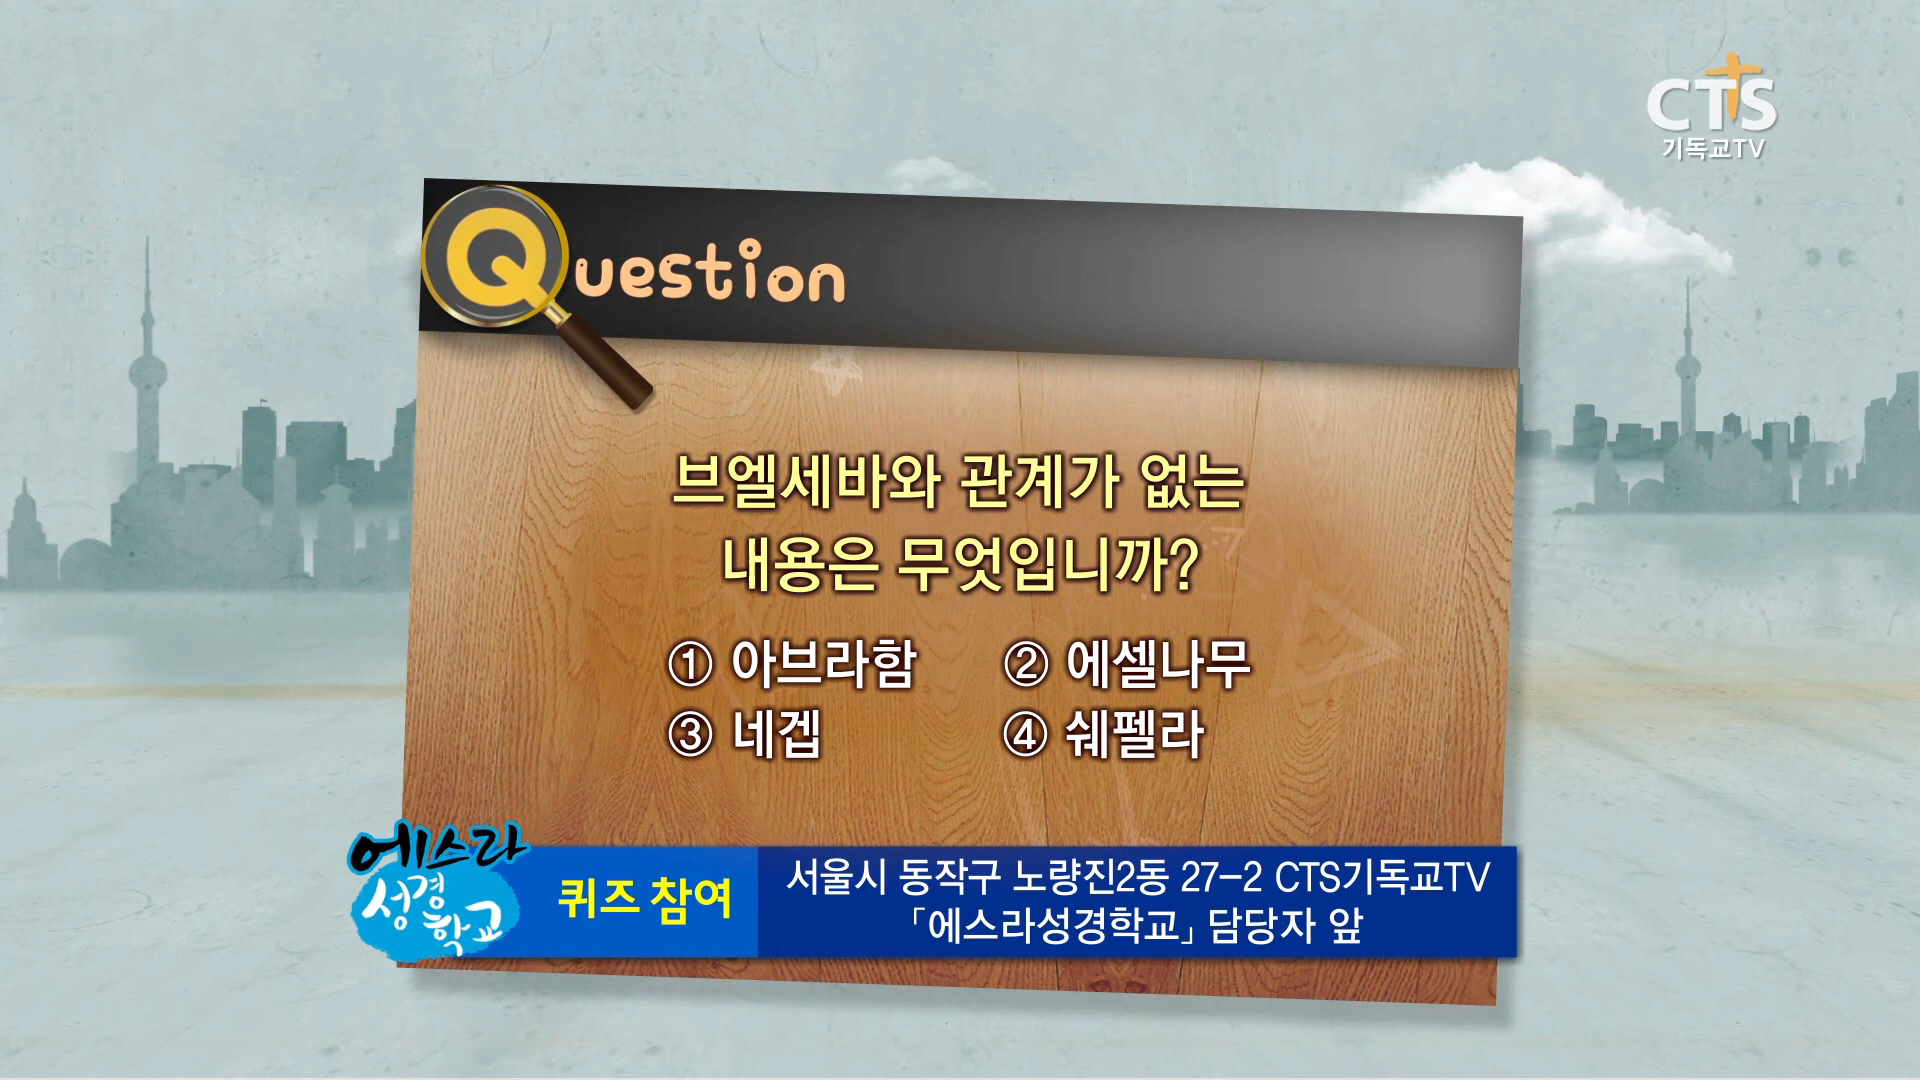 CTS
기독교TV
Question
브엘세바와 관계가 없는
내용은 무엇입니까?
① 아브라함 ② 에셀나무
③ 네겝 ④ 쉐펠라
에스라
성경
학교
퀴즈 참여
서울시 동작구 노량진2동 27-2 CTS기독교TV
「에스라성경학교」 담당자 앞